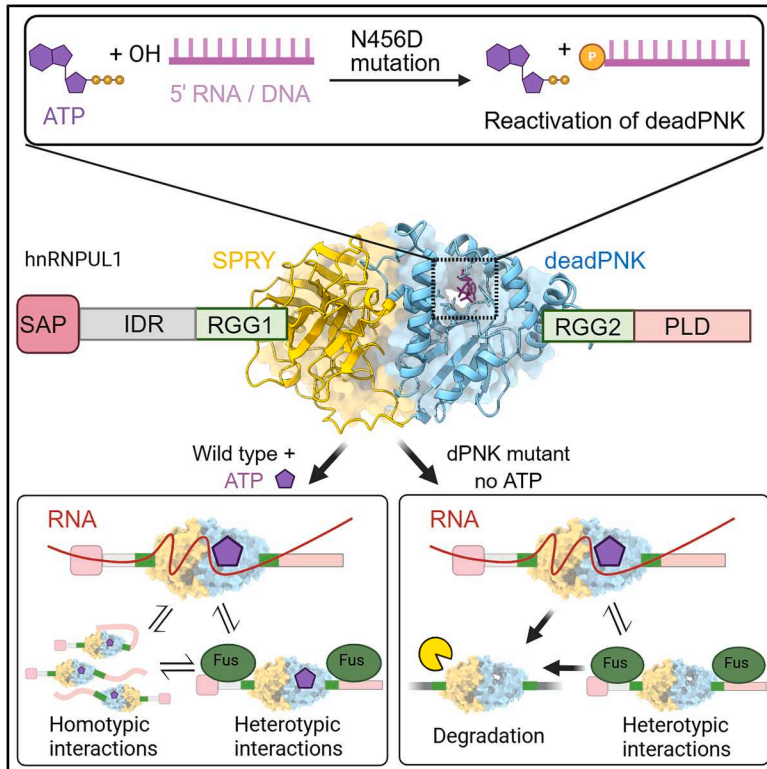 + OH
N456D
mutation
+
P
P P P
P P
ATP
5' RNA / DNA
Reactivation of deadPNK
hnRNPUL1
SPRY
deadPNK
SAP
IDR
RGG1
RGG2
PLD
Wild type +
ATP
dPNK mutant
no ATP
RNA
Fus
Fus
Homotypic
interactions
Heterotypic
interactions
RNA
Fus
Fus
Degradation
Heterotypic
interactions